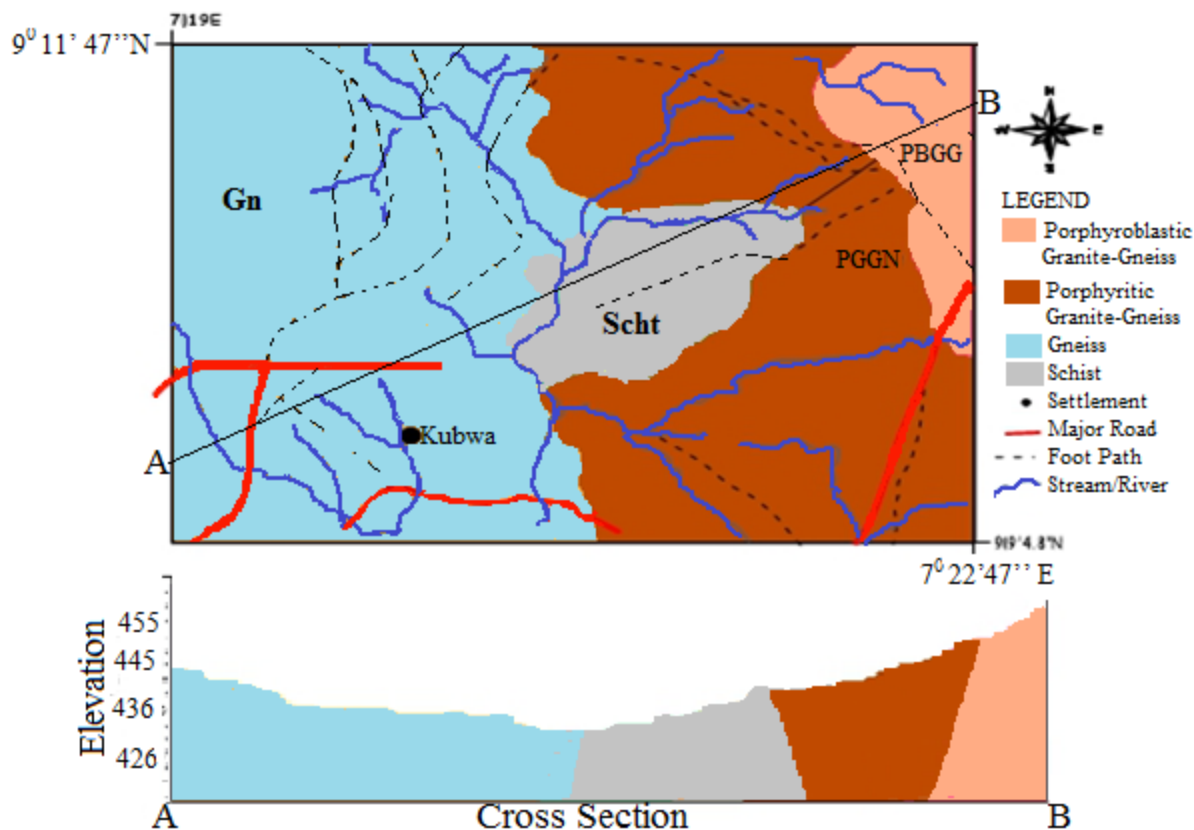 7)19E
9⁰ 11' 47''N
B
N
W E
S
PBGG
Gn
LEGEND
Porphyroblastic
Granite-Gneiss
PGGN
Porphyritic
Granite-Gneiss
Scht
Gneiss
Schist
Settlement
Major Road
Kubwa
Foot Path
A
Stream/River
9)9'4.8'N
7⁰ 22'47'' E
Elevation
455
445
436
426
A
Cross Section
B